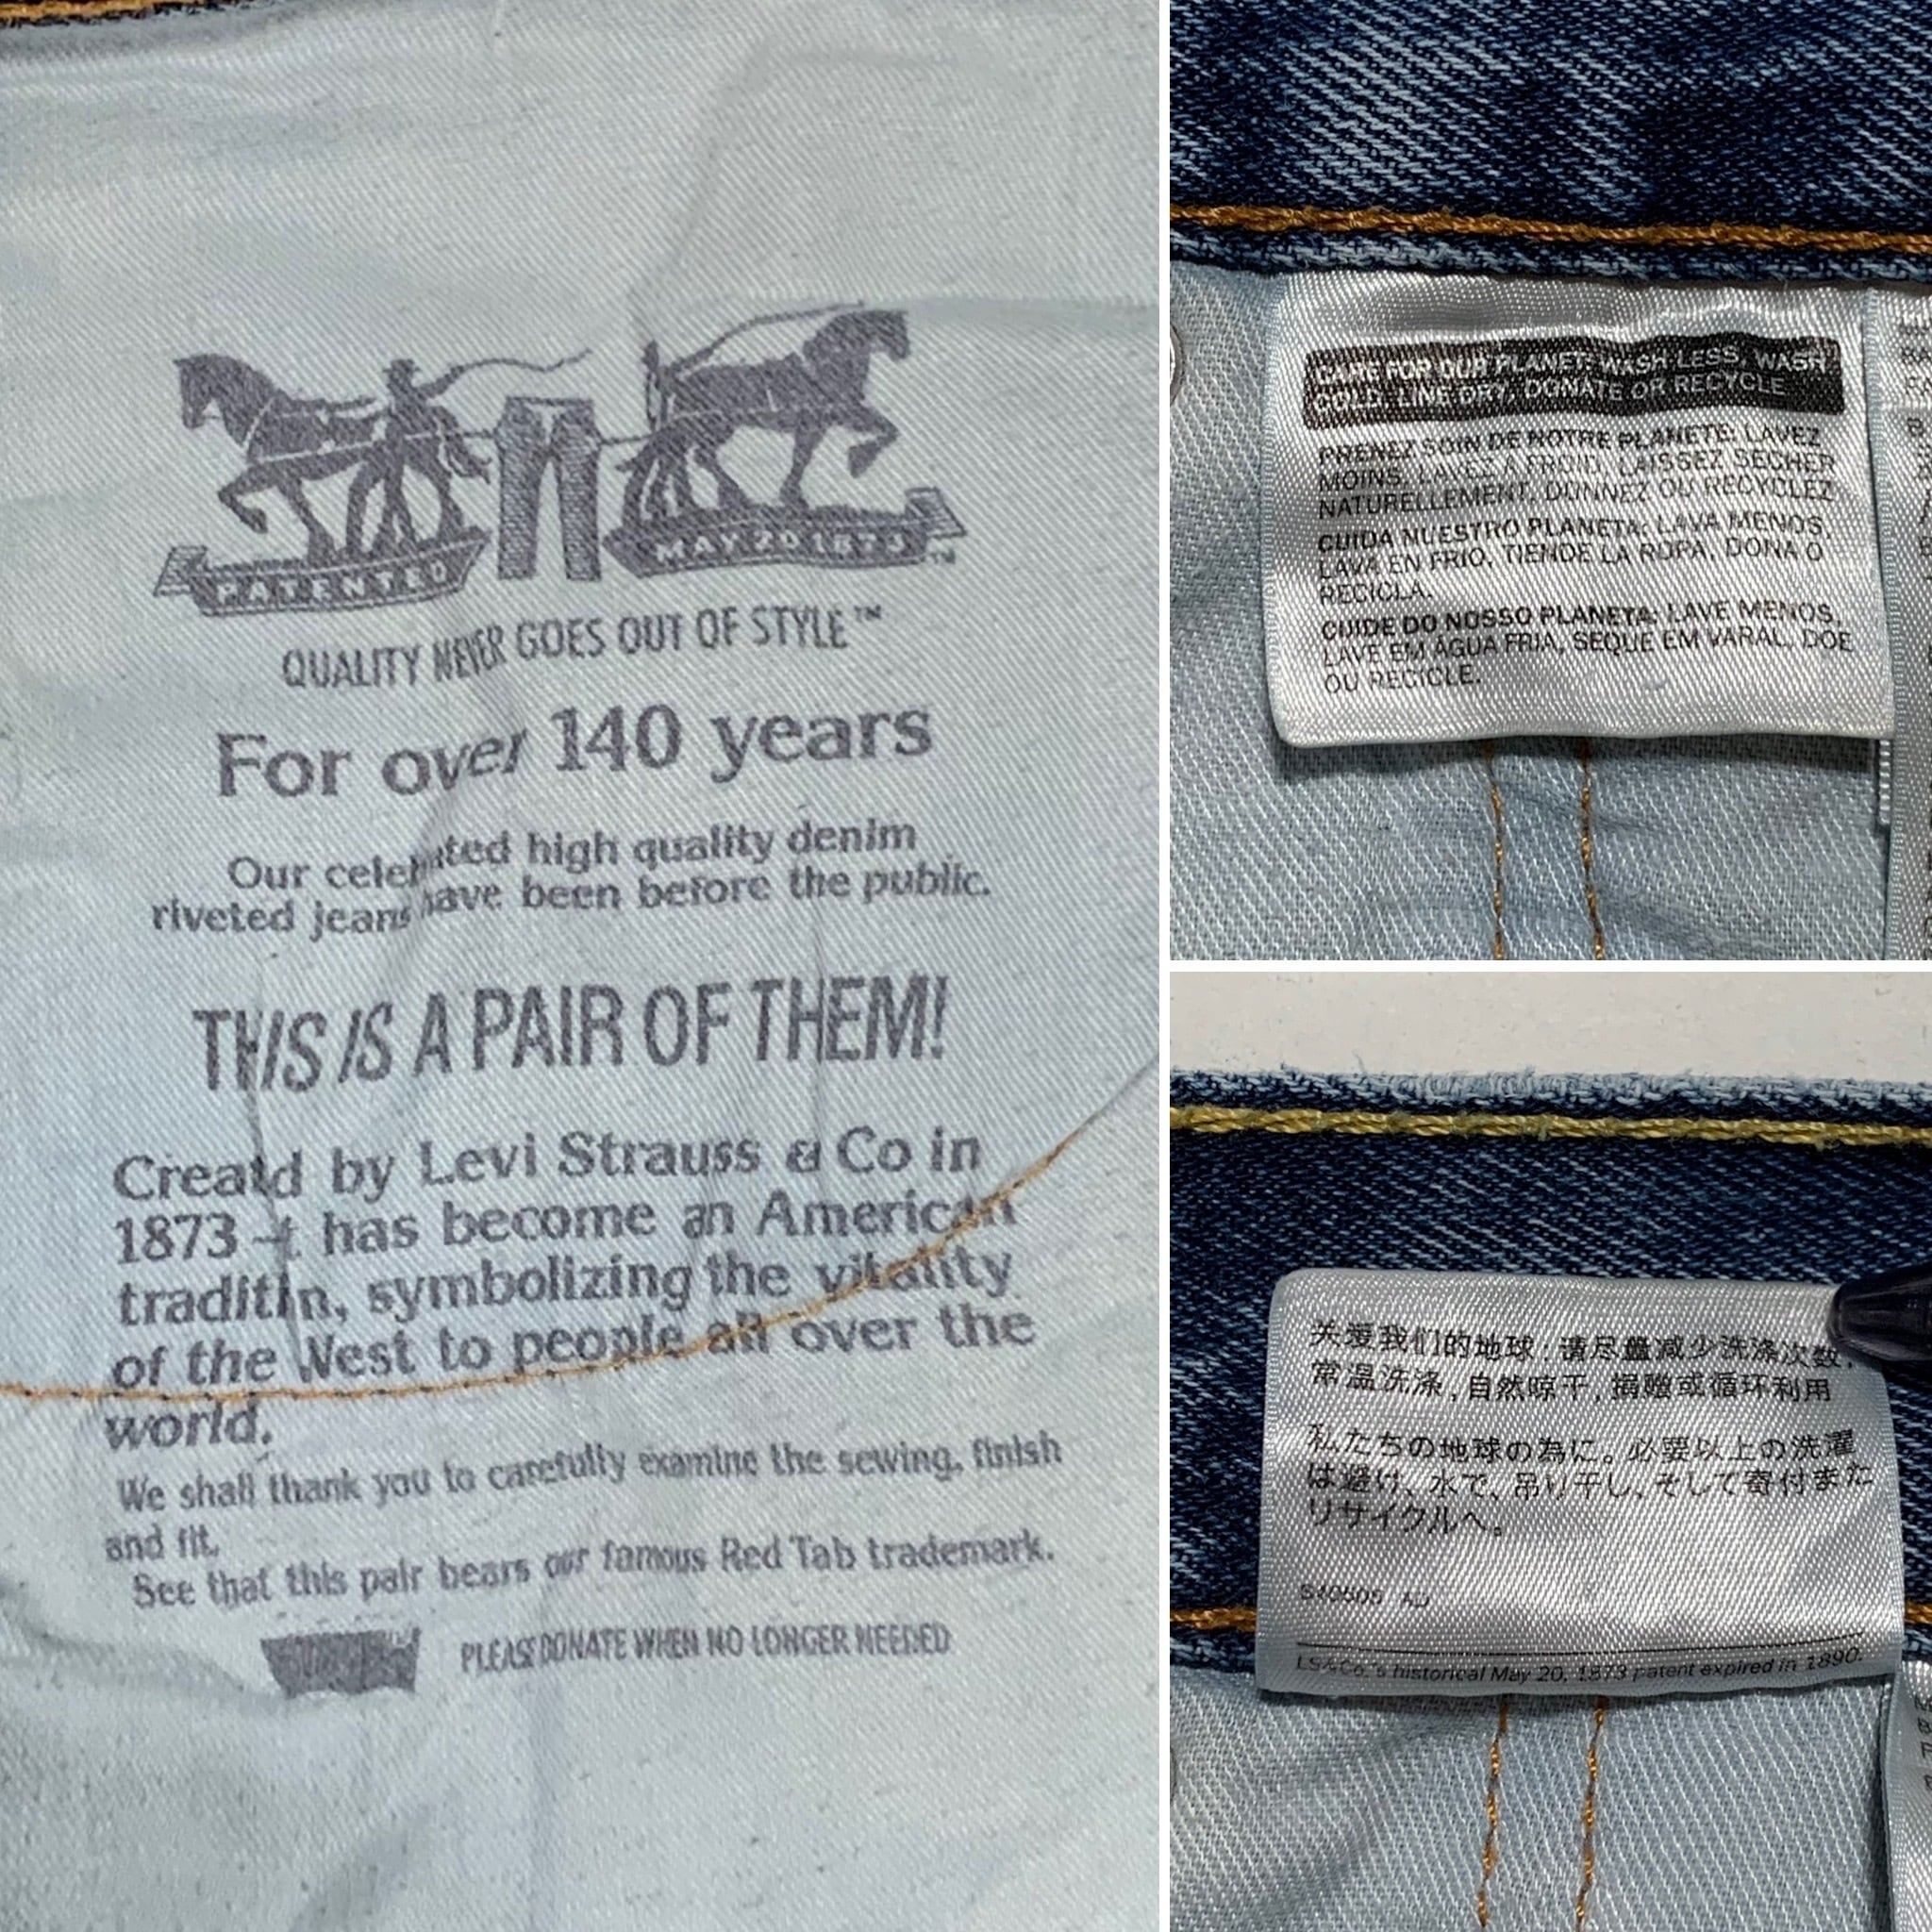 PATENTED
MAY 20 1873
™
QUALITY NEVER GOES OUT OF STYLE™
For over 140 years
Our celebrated high quality denim
riveted jeans have been before the public.
THIS IS A PAIR OF THEM!
Created by Levi Strauss & Co in
1873 - it has become an American
tradition, symbolizing the vitality
of the West to people all over the
world.
We shall thank you to carefully examine the sewing, finish
and fit.
See that this pair bears our famous Red Tab trademark.
PLEASE DONATE WHEN NO LONGER NEEDED
CARE FOR OUR PLANET: WASH LESS, WASH
COLD, LINE DRY, DONATE OR RECYCLE
PRENEZ SOIN DE NOTRE PLANETE: LAVEZ
MOINS, LAVEZ A FROID, LAISSEZ SECHER
NATURELLEMENT, DONNEZ OU RECYCLEZ
CUIDA NUESTRO PLANETA: LAVA MENOS,
LAVA EN FRIO, TIENDE LA ROPA, DONA O
RECICLA.
CUIDE DO NOSSO PLANETA: LAVE MENOS,
LAVE EM ÁGUA FRIA, SEQUE EM VARAL, DOE
OU RECICLE.
关爱我们的地球:请尽量减少洗涤次数,
常温洗涤,自然晾干,捐赠或循环利用
私たちの地球の為に。必要以上の洗濯
は避け、水で、吊り干し、そして寄付また
リサイクルへ。
LS&Co.'s historical May 20, 1873 patent expired in 1890.